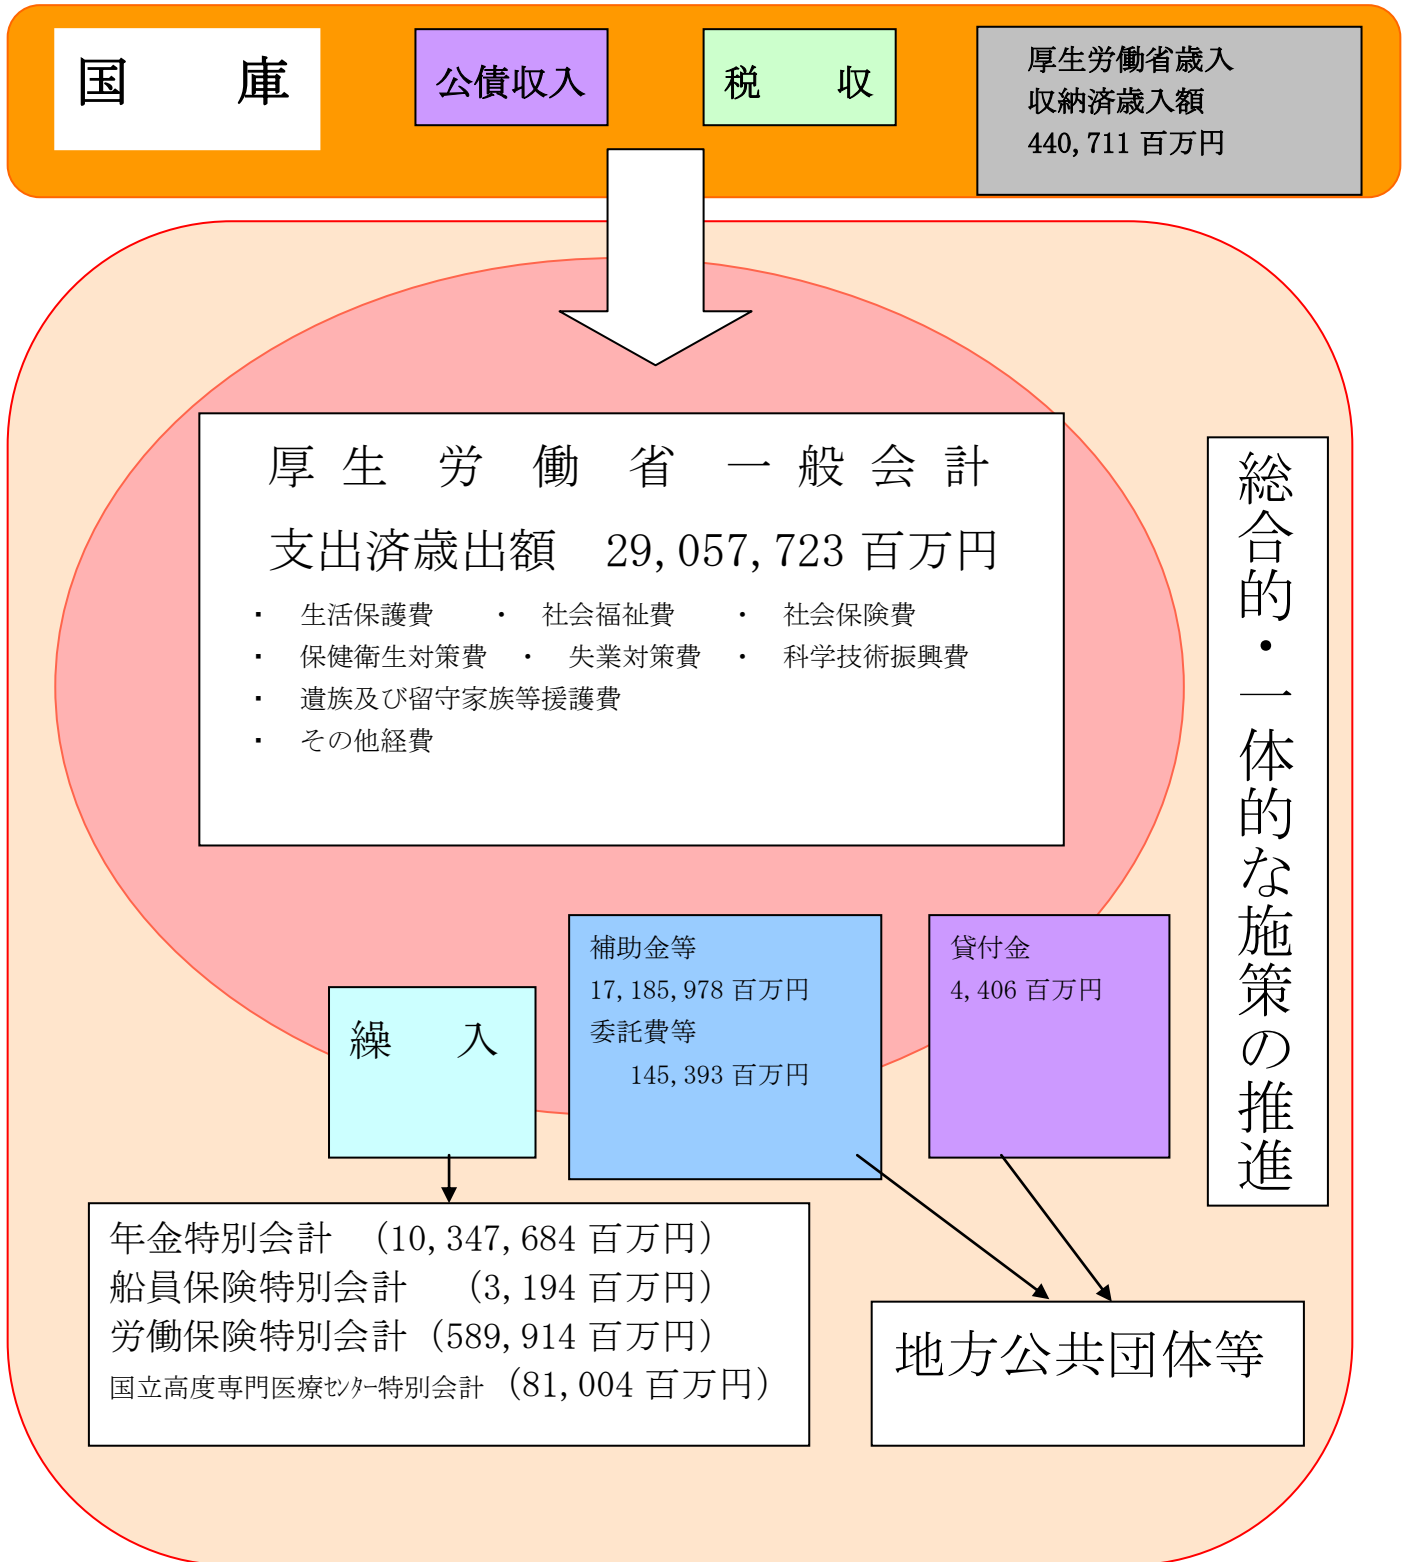 国　庫
公債収入
税　収
厚生労働省歳入
収納済歳入額
440,711 百万円
厚生労働省一般会計
支出済歳出額　29,057,723 百万円
・ 生活保護費 ・ 社会福祉費 ・ 社会保険費
・ 保健衛生対策費 ・ 失業対策費 ・ 科学技術振興費
・ 遺族及び留守家族等援護費
・ その他経費
総合的・一体的な施策の推進
補助金等
17,185,978 百万円
委託費等
145,393 百万円
貸付金
4,406 百万円
繰　入
年金特別会計　（10,347,684 百万円）
船員保険特別会計　（3,194 百万円）
労働保険特別会計（589,914 百万円）
国立高度専門医療ｾﾝﾀｰ特別会計（81,004 百万円）
地方公共団体等